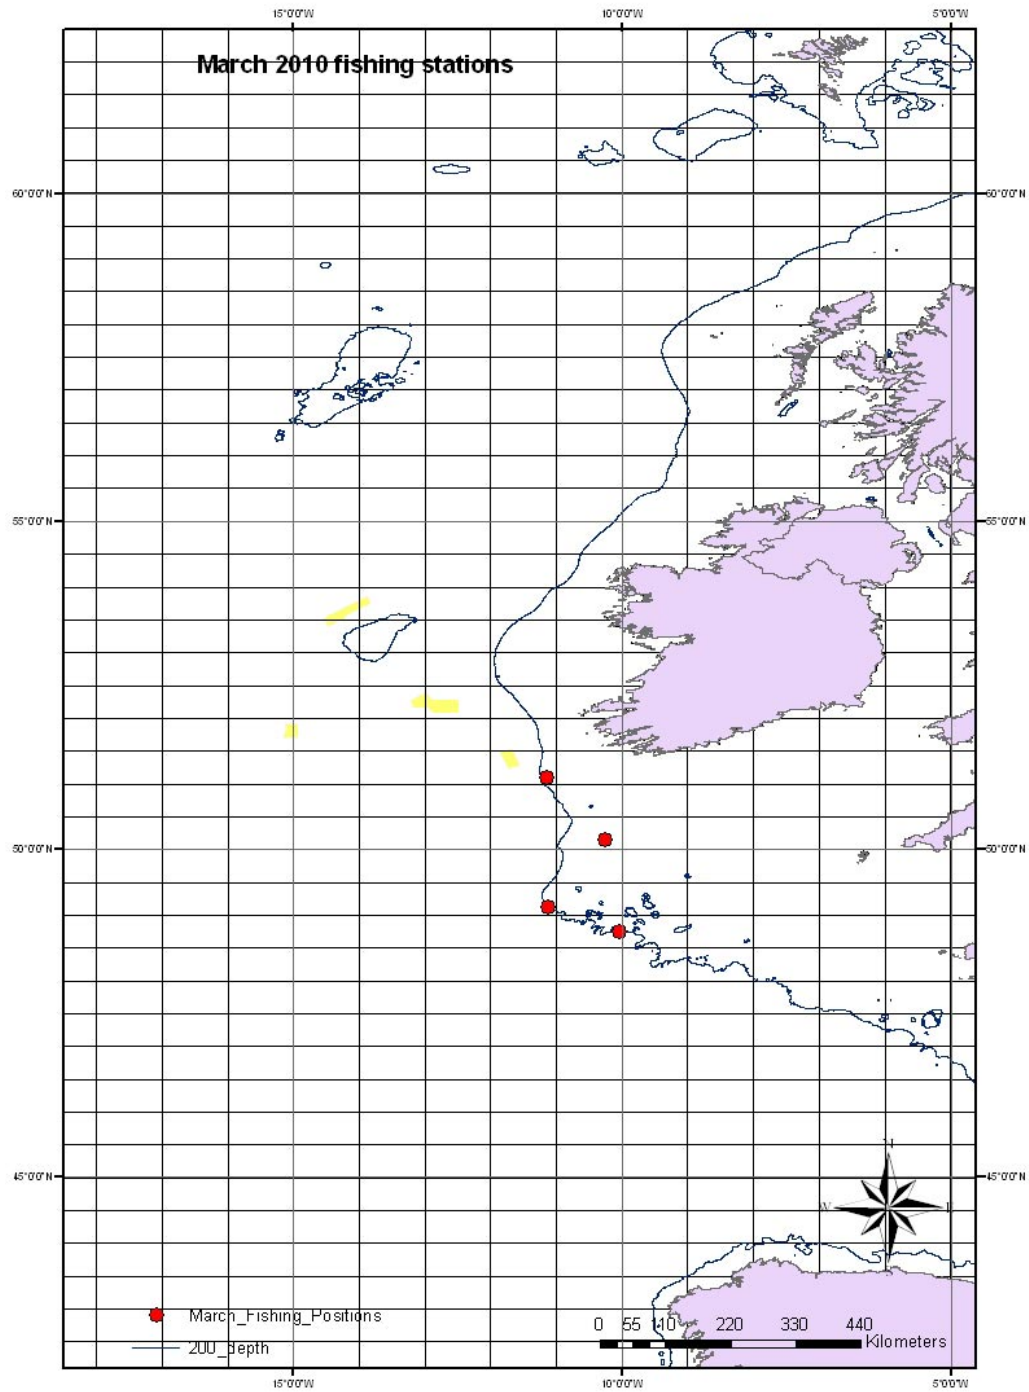 15°0'0"W 10°0'0"W 5°0'0"W
March 2010 fishing stations
60°0'0"N 60°0'0"N
55°0'0"N 55°0'0"N
50°0'0"N 50°0'0"N
45°0'0"N 45°0'0"N
N
W E
March_Fishing_Positions
200_depth
0 55 110 220 330 440
Kilometers
15°0'0"W 10°0'0"W 5°0'0"W